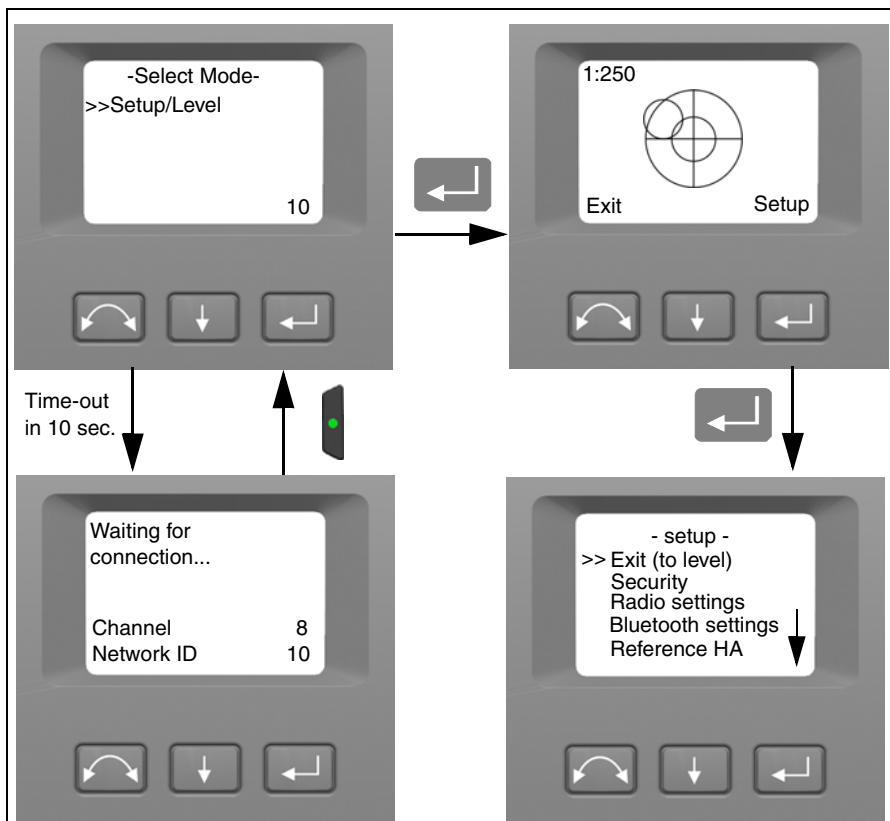 -Select Mode-
>>Setup/Level
10
1:250
Exit Setup
Time-out
in 10 sec.
Waiting for
connection...
Channel 8
Network ID 10
- setup -
>> Exit (to level)
Security
Radio settings
Bluetooth settings
Reference HA